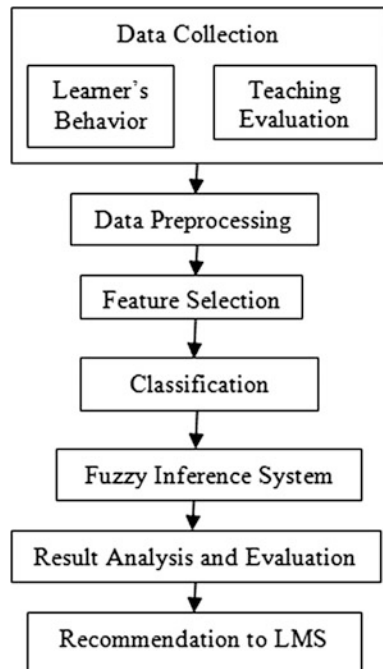 Data Collection
Learner's
Behavior
Teaching
Evaluation
Data Preprocessing
Feature Selection
Classification
Fuzzy Inference System
Result Analysis and Evaluation
Recommendation to LMS